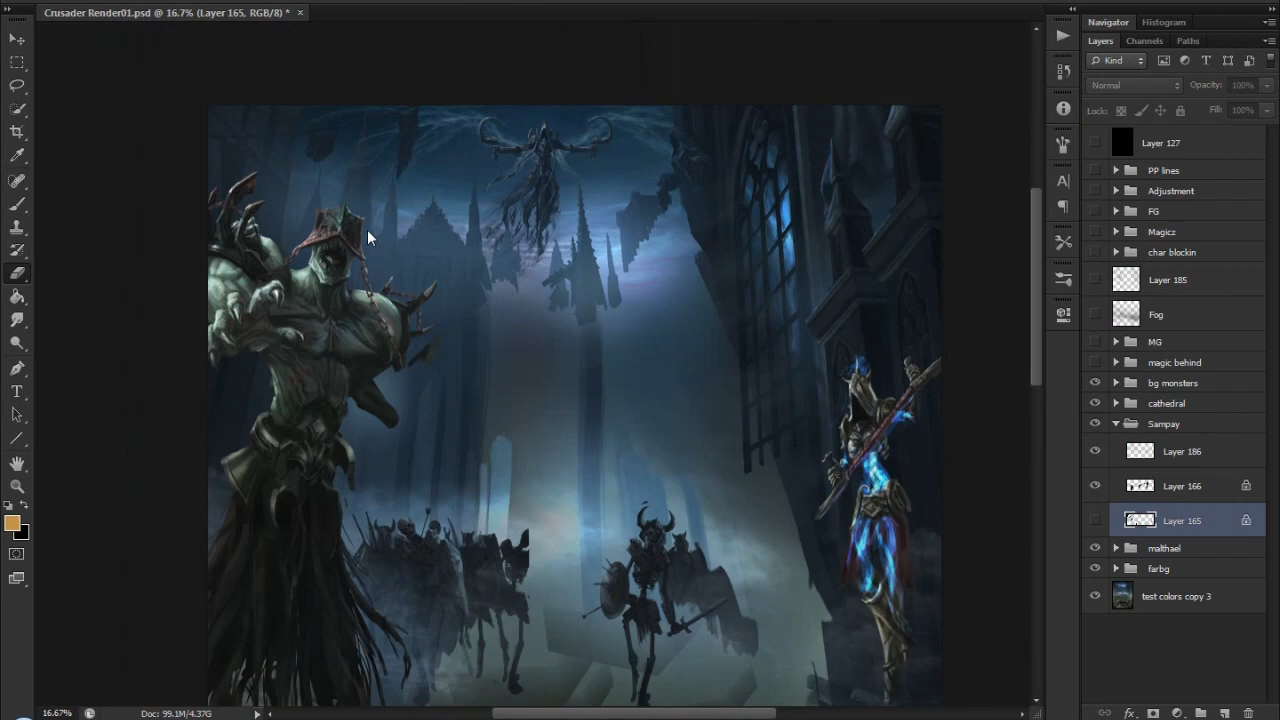 Crusader Render01.psd @ 16.7% (Layer 165, RGB/8) * ×
Navigator Histogram
Layers Channels Paths
Kind
Normal Opacity: 100%
Lock: Fill: 100%
Layer 127
PP lines
Adjustment
FG
Magicz
char blockin
Layer 185
Fog
MG
magic behind
bg monsters
cathedral
Sampay
Layer 186
Layer 166
Layer 165
malthael
farbg
test colors copy 3
16.67% Doc: 99.1M/4.37G